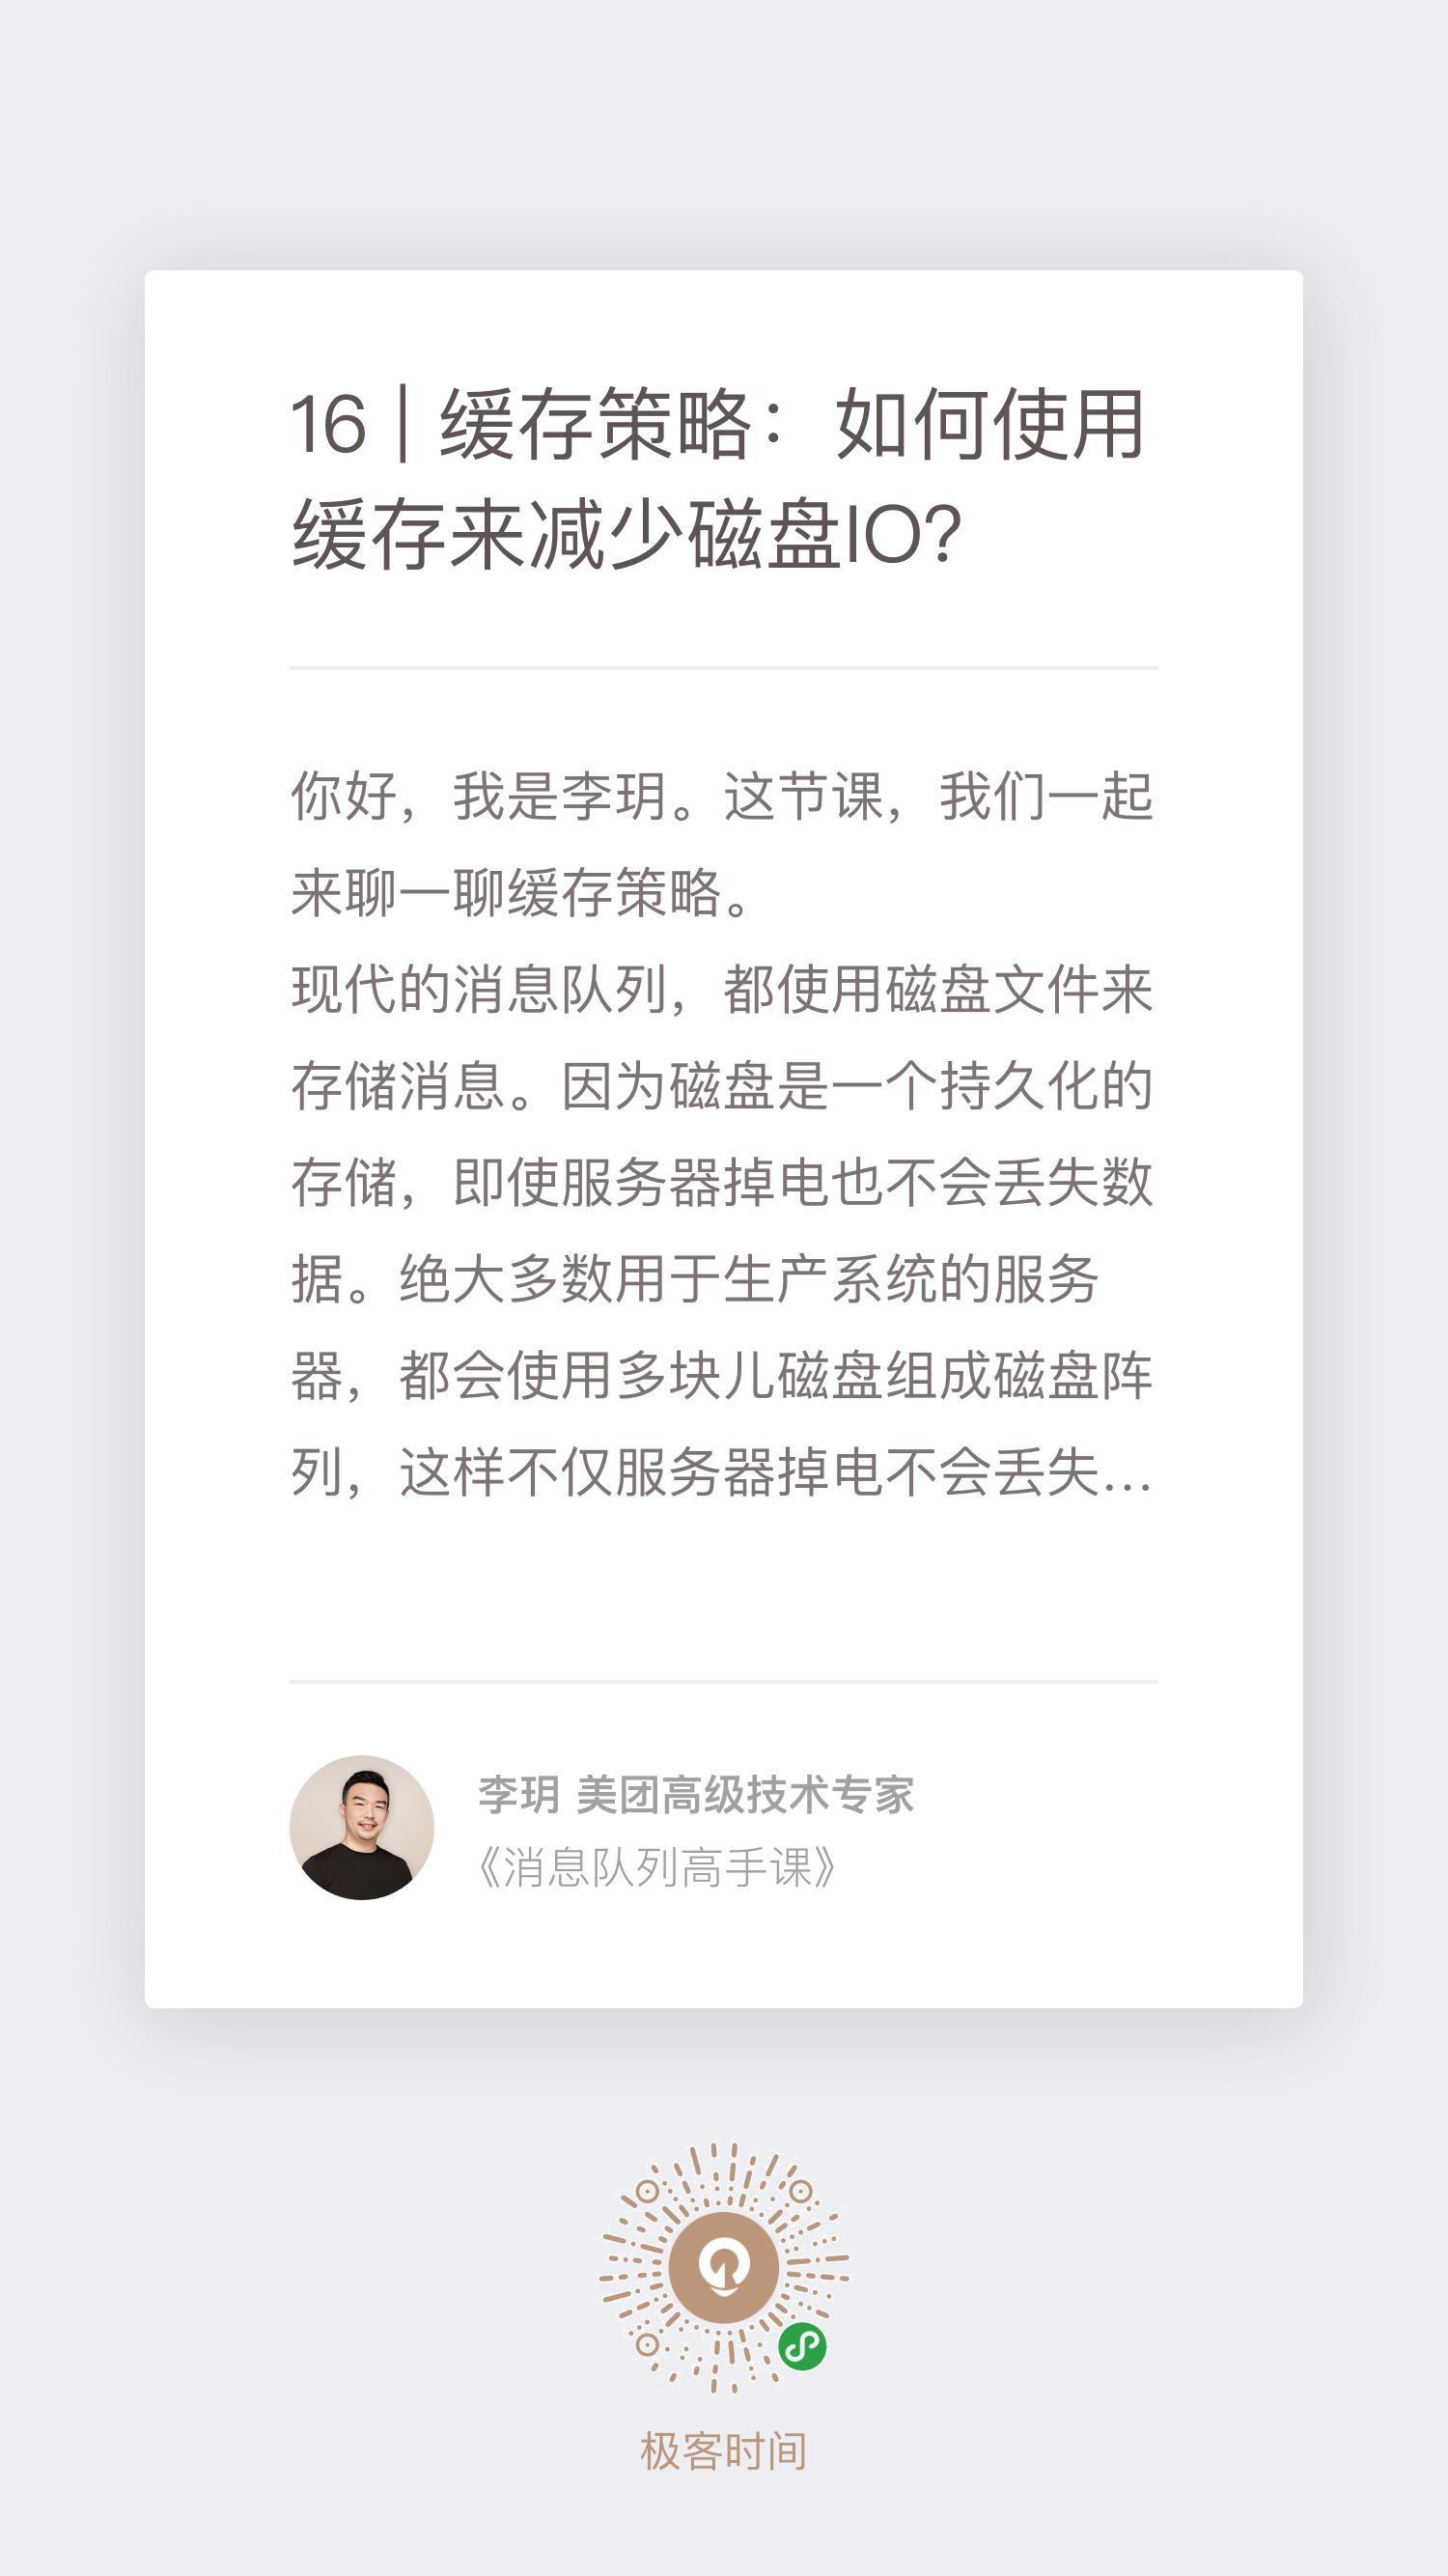 16 | 缓存策略：如何使用
缓存来减少磁盘IO？
你好，我是李玥。这节课，我们一起
来聊一聊缓存策略。
现代的消息队列，都使用磁盘文件来
存储消息。因为磁盘是一个持久化的
存储，即使服务器掉电也不会丢失数
据。绝大多数用于生产系统的服务
器，都会使用多块儿磁盘组成磁盘阵
列，这样不仅服务器掉电不会丢失...
李玥 美团高级技术专家
《消息队列高手课》
极客时间